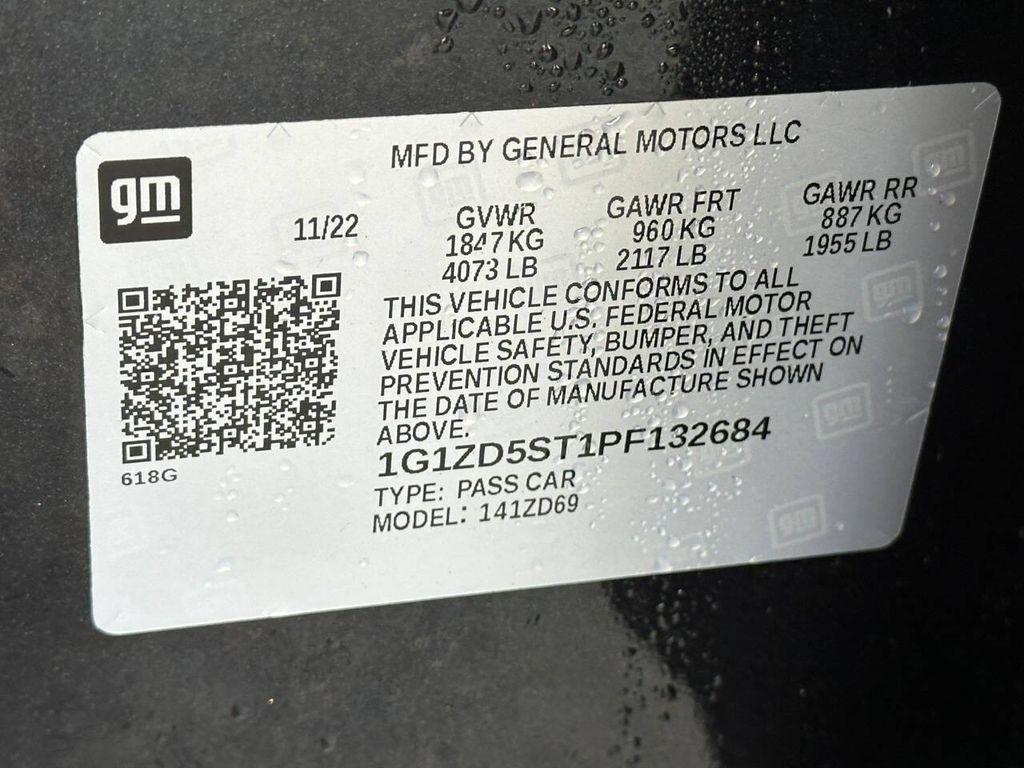 gm
MFD BY GENERAL MOTORS LLC
11/22
GVWR
1847 KG
4073 LB
GAWR FRT
960 KG
2117 LB
GAWR RR
887 KG
1955 LB
THIS VEHICLE CONFORMS TO ALL
APPLICABLE U.S. FEDERAL MOTOR
VEHICLE SAFETY, BUMPER, AND THEFT
PREVENTION STANDARDS IN EFFECT ON
THE DATE OF MANUFACTURE SHOWN
ABOVE.
1G1ZD5ST1PF132684
TYPE: PASS CAR
MODEL: 141ZD69
618G